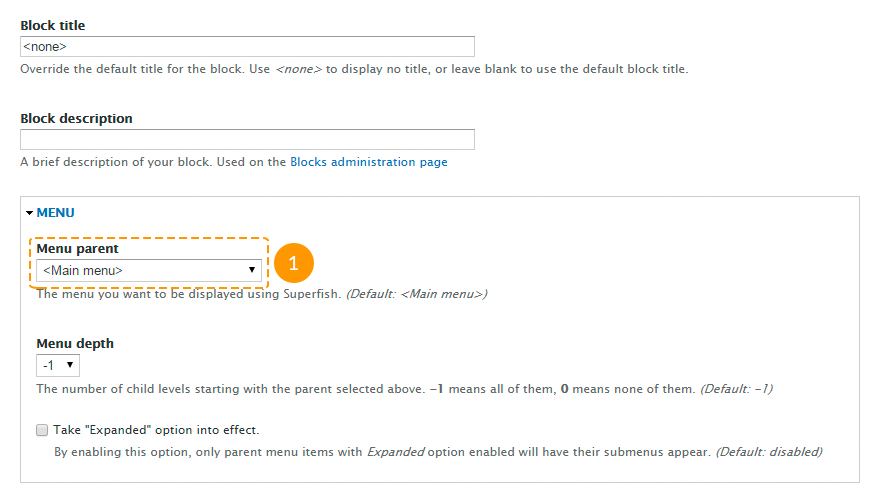 Block title
<none>
Override the default title for the block. Use <none> to display no title, or leave blank to use the default block title.
Block description
A brief description of your block. Used on the Blocks administration page
MENU
Menu parent
<Main menu>
1
The menu you want to be displayed using Superfish. (Default: <Main menu>)
Menu depth
-1
The number of child levels starting with the parent selected above. -1 means all of them, 0 means none of them. (Default: -1)
Take "Expanded" option into effect.
By enabling this option, only parent menu items with Expanded option enabled will have their submenus appear. (Default: disabled)